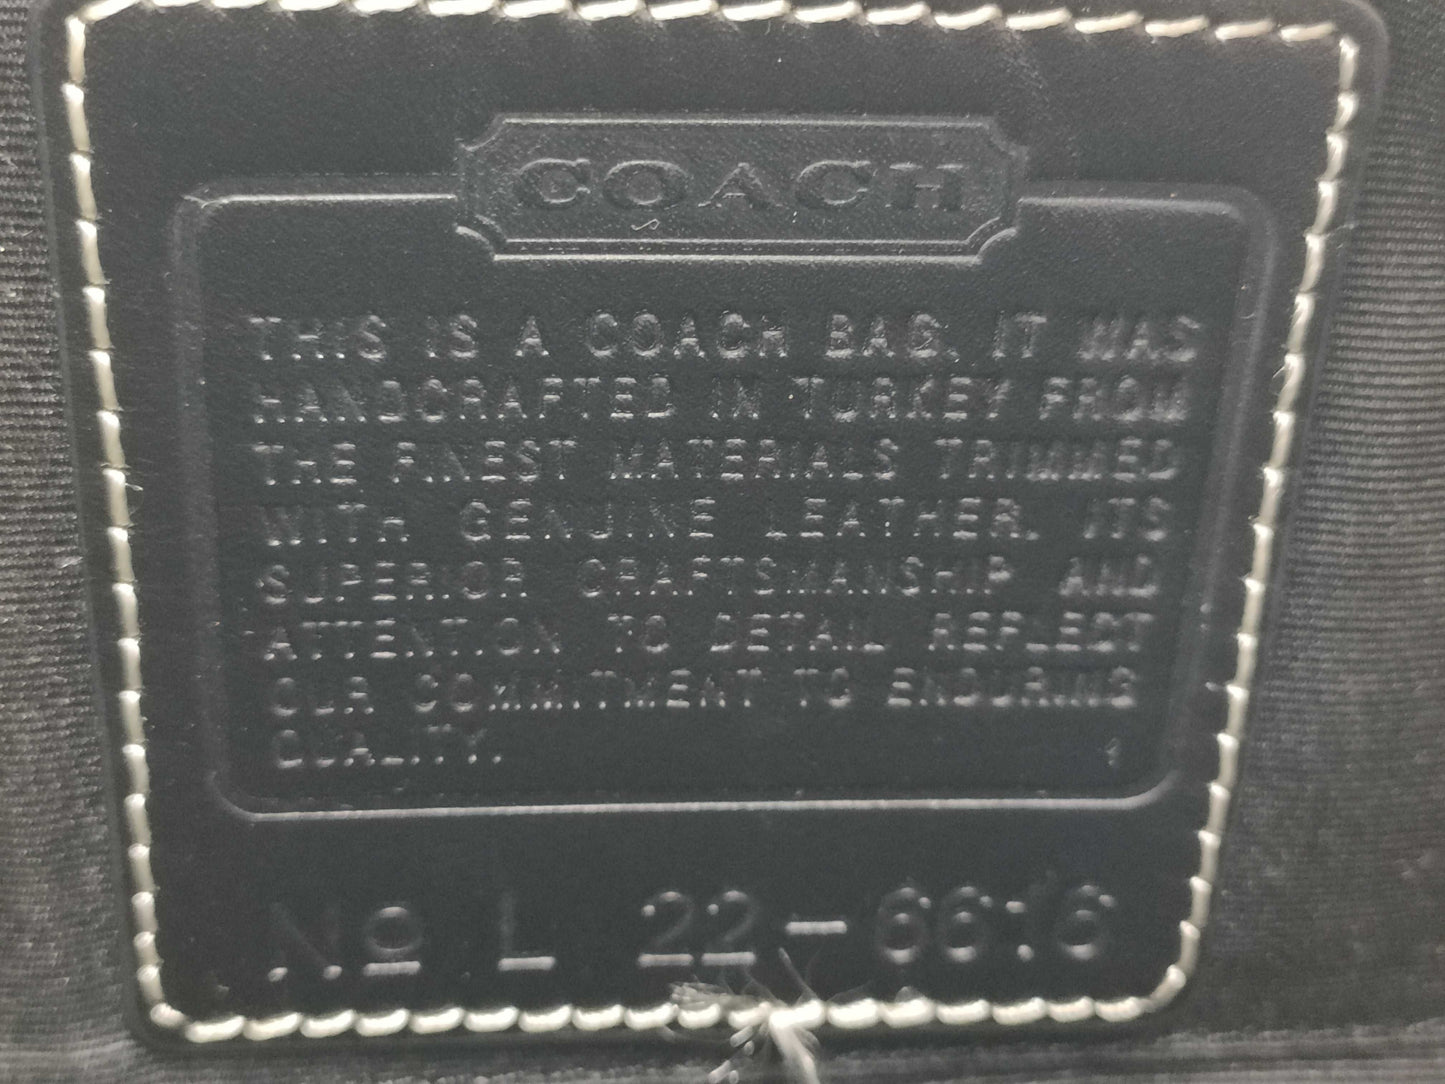 COACH
THIS IS A COACH BAG. IT WAS
HANDCRAFTED IN TURKEY FROM
THE FINEST MATERIALS TRIMMED
WITH GENUINE LEATHER. ITS
SUPERIOR CRAFTSMANSHIP AND
ATTENTION TO DETAIL REFLECT
OUR COMMITMENT TO ENDURING
QUALITY. 1
No L 22-6616